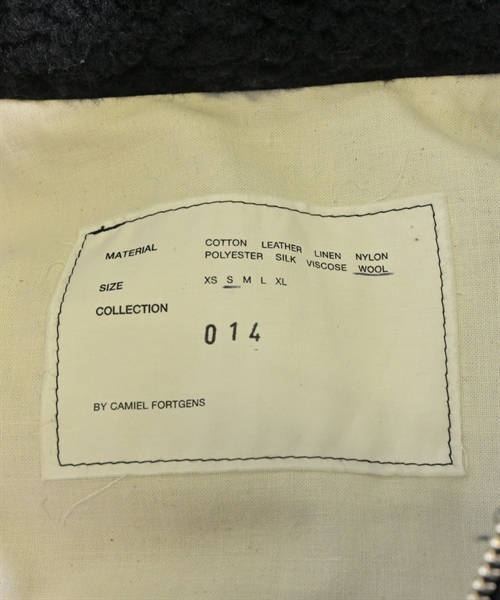 MATERIAL COTTON LEATHER LINEN NYLON
POLYESTER SILK VISCOSE WOOL
SIZE XS S M L XL
COLLECTION
014
BY CAMIEL FORTGENS